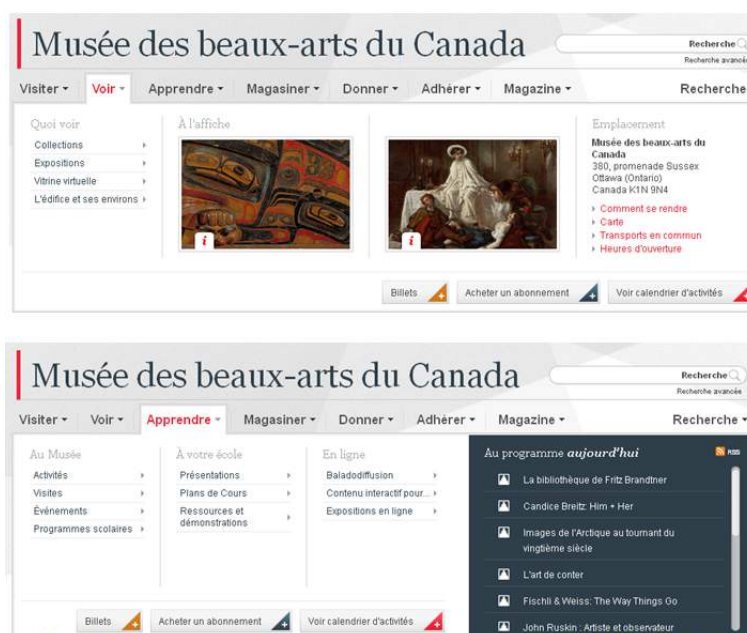 Musée des beaux-arts du Canada
Recherche
Recherche avancée
Visiter Voir Apprendre Magasiner Donner Adhérer Magazine Recherche
Quoi voir
Collections
Expositions
Vitrine virtuelle
L'édifice et ses environs
À l'affiche
i
i
Emplacement
Musée des beaux-arts du
Canada
380, promenade Sussex
Ottawa (Ontario)
Canada K1N 9N4
Comment se rendre
Carte
Transports en commun
Heures d'ouverture
Billets Acheter un abonnement Voir calendrier d'activités
Musée des beaux-arts du Canada
Recherche
Recherche avancée
Visiter Voir Apprendre Magasiner Donner Adhérer Magazine Recherche
Au Musée
Activités
Visites
Événements
Programmes scolaires
À votre école
Présentations
Plans de Cours
Ressources et
démonstrations
En ligne
Baladodiffusion
Contenu interactif pour...
Expositions en ligne
Au programme aujourd'hui
RSS
La bibliothèque de Fritz Brandtner
Candice Breitz: Him + Her
Images de l'Arctique au tournant du
vingtième siècle
L'art de conter
Fischli & Weiss: The Way Things Go
John Ruskin : Artiste et observateur
Billets Acheter un abonnement Voir calendrier d'activités